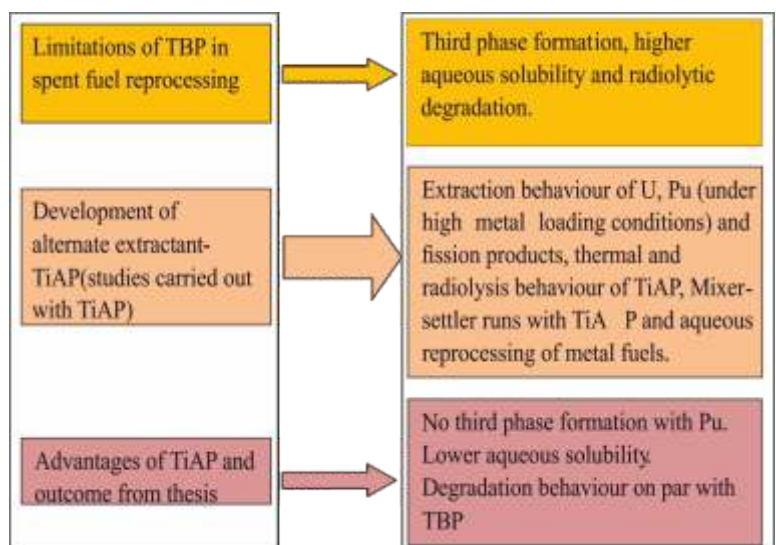 Limitations of TBP in
spent fuel reprocessing
Third phase formation, higher
aqueous solubility and radiolytic
degradation.
Development of
alternate extractant-
TiAP(studies carried out
with TiAP)
Extraction behaviour of U, Pu (under
high metal loading conditions) and
fission products, thermal and
radiolysis behaviour of TiAP, Mixer-
settler runs with TiA P and aqueous
reprocessing of metal fuels.
Advantages of TiAP and
outcome from thesis
No third phase formation with Pu.
Lower aqueous solubility.
Degradation behaviour on par with
TBP